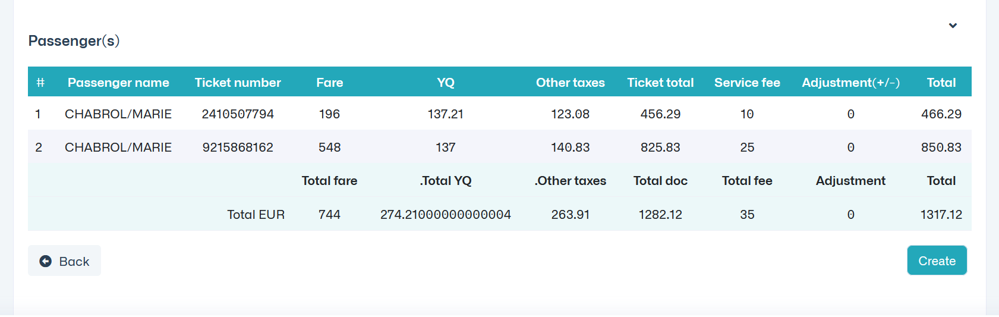 Passenger(s)
# Passenger name Ticket number Fare YQ Other taxes Ticket total Service fee Adjustment(+/-) Total
1 CHABROL/MARIE 2410507794 196 137.21 123.08 456.29 10 0 466.29
2 CHABROL/MARIE 9215868162 548 137 140.83 825.83 25 0 850.83
Total fare .Total YQ .Other taxes Total doc Total fee Adjustment Total
Total EUR 744 274.21000000000004 263.91 1282.12 35 0 1317.12
Back Create